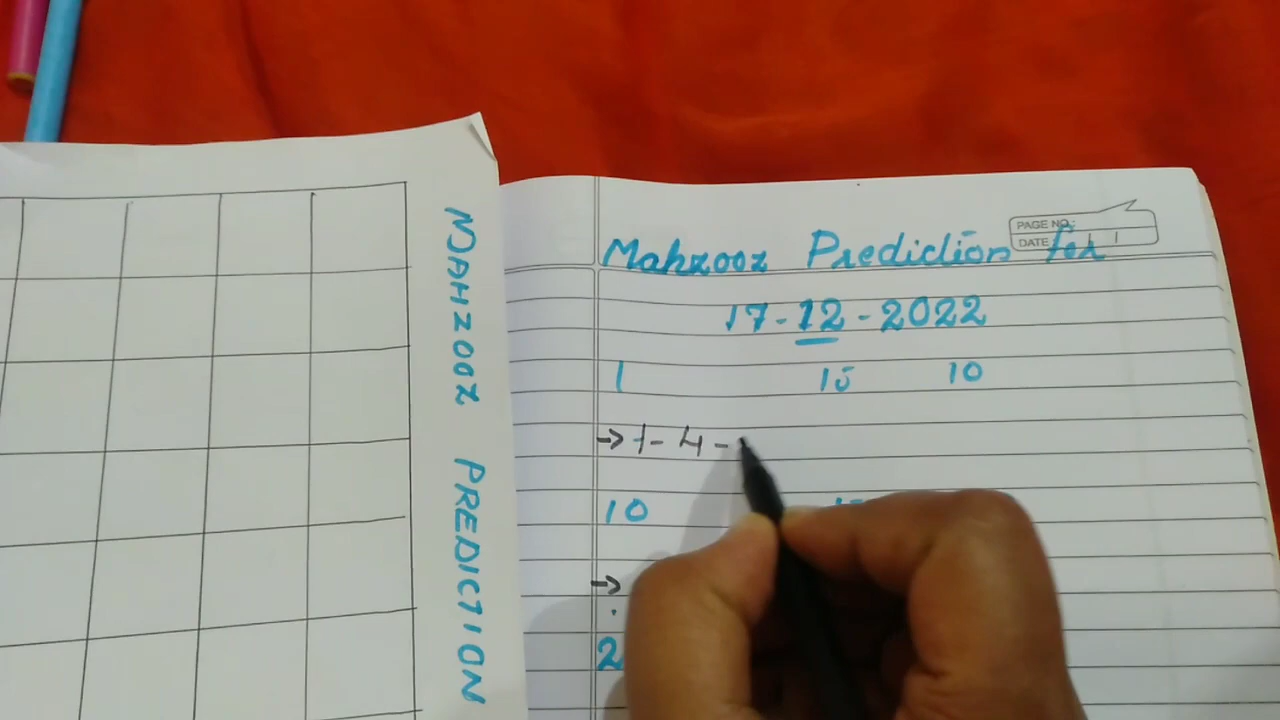 MAHZOOZ PREDICTION
PAGE NO.:
DATE
Mahzooz Prediction for
17-12-2022
1 15 10
→1-4-
10
→
2